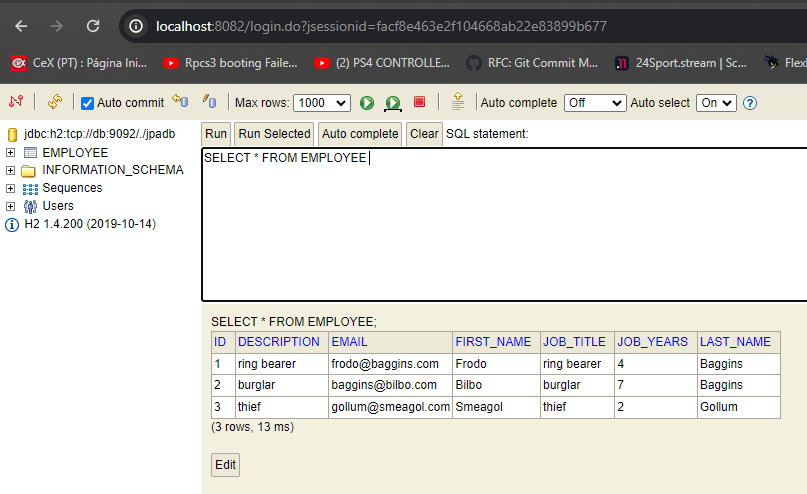 localhost:8082/login.do?jsessionid=facf8e463e2f104668ab22e83899b677
CeX CeX (PT) : Página Ini... Rpcs3 booting Faile... (2) PS4 CONTROLLE... RFC: Git Commit M... 11 24Sport.stream | Sc... Flex
Auto commit Max rows: 1000 Auto complete Off Auto select On ?
jdbc:h2:tcp://db:9092/./jpadb
EMPLOYEE
INFORMATION_SCHEMA
Sequences
Users
H2 1.4.200 (2019-10-14)
Run Run Selected Auto complete Clear SQL statement:
SELECT * FROM EMPLOYEE
SELECT * FROM EMPLOYEE;
ID DESCRIPTION EMAIL FIRST_NAME JOB_TITLE JOB_YEARS LAST_NAME
1 ring bearer frodo@baggins.com Frodo ring bearer 4 Baggins
2 burglar baggins@bilbo.com Bilbo burglar 7 Baggins
3 thief gollum@smeagol.com Smeagol thief 2 Gollum
(3 rows, 13 ms)
Edit